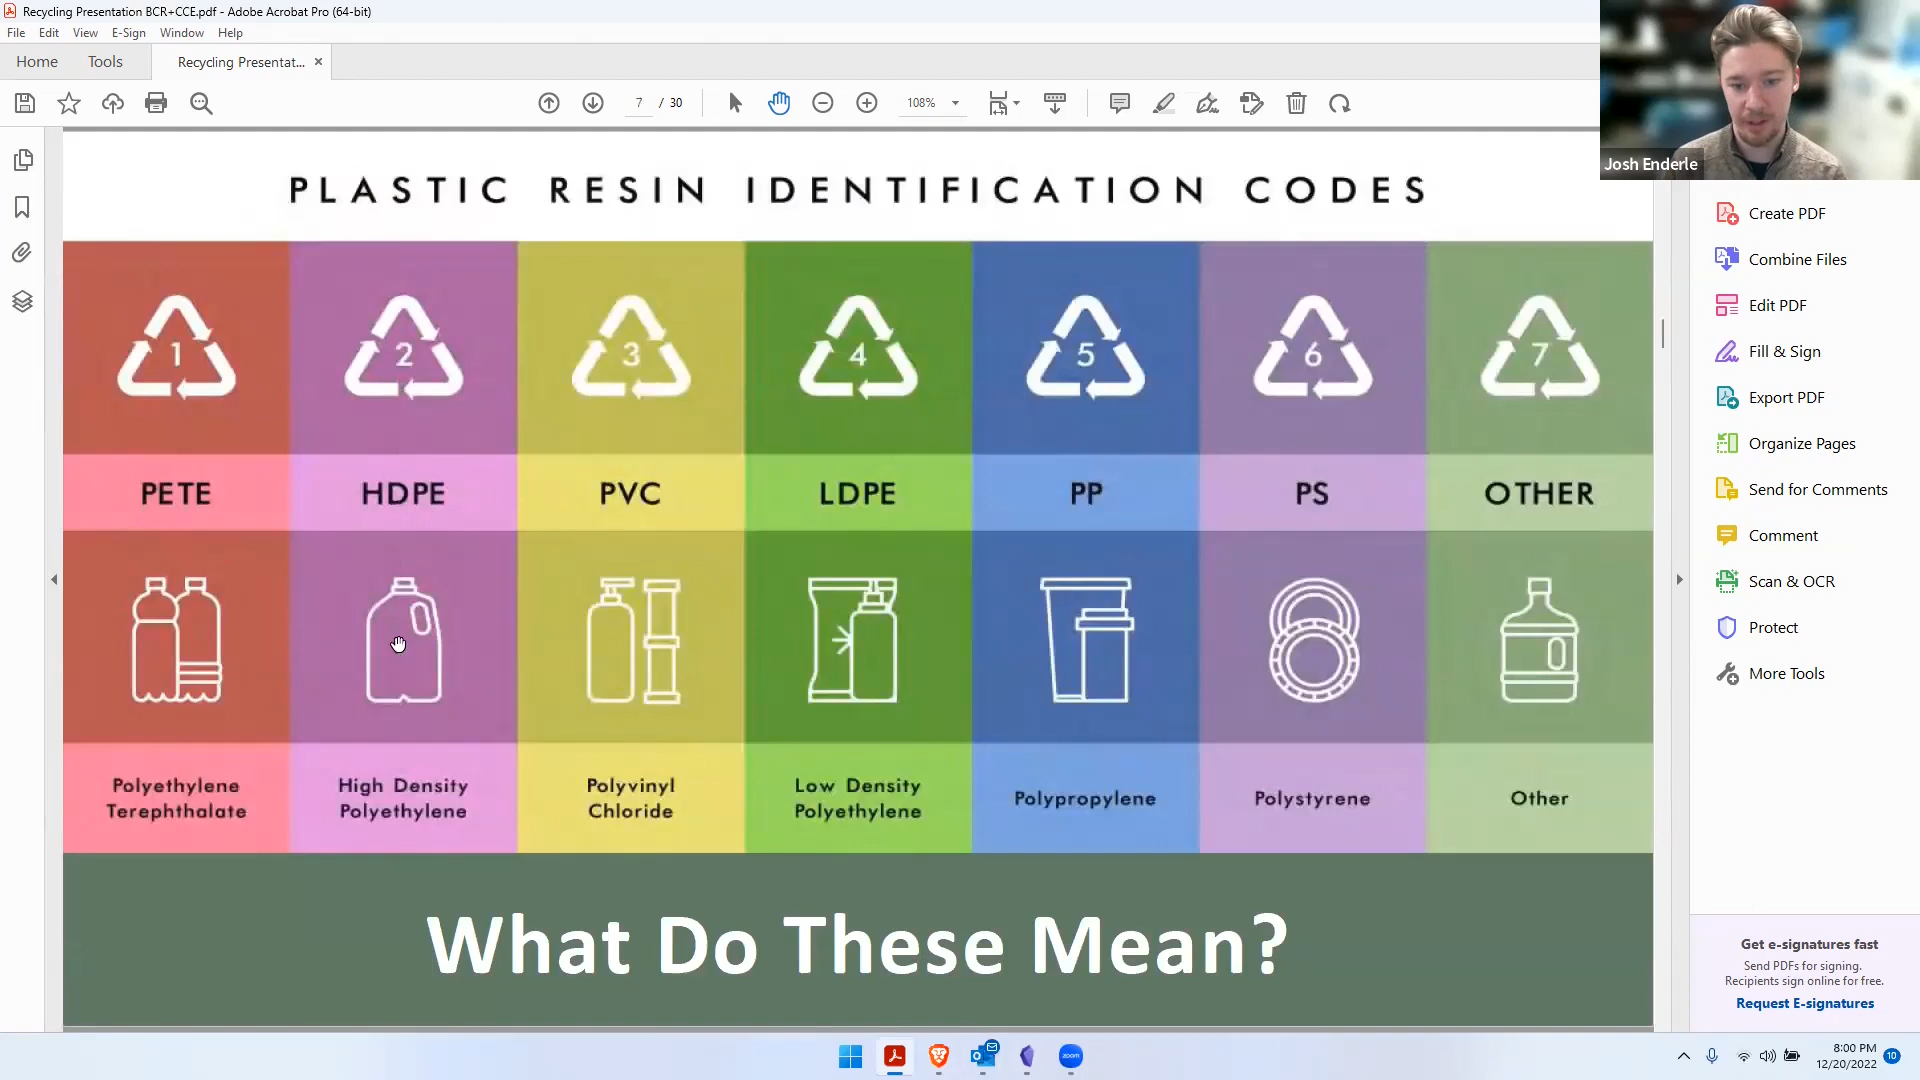 Recycling Presentation BCR+CCE.pdf - Adobe Acrobat Pro (64-bit)
File Edit View E-Sign Window Help
Home Tools Recycling Presentat... ×
7 / 30 108%
Josh Enderle
PLASTIC RESIN IDENTIFICATION CODES
1 2 3 4 5 6 7
PETE HDPE PVC LDPE PP PS OTHER
Polyethylene Terephthalate
High Density Polyethylene
Polyvinyl Chloride
Low Density Polyethylene
Polypropylene
Polystyrene
Other
What Do These Mean?
Create PDF
Combine Files
Edit PDF
Fill & Sign
Export PDF
Organize Pages
Send for Comments
Comment
Scan & OCR
Protect
More Tools
Get e-signatures fast
Send PDFs for signing.
Recipients sign online for free.
Request E-signatures
zoom
8:00 PM
12/20/2022
10